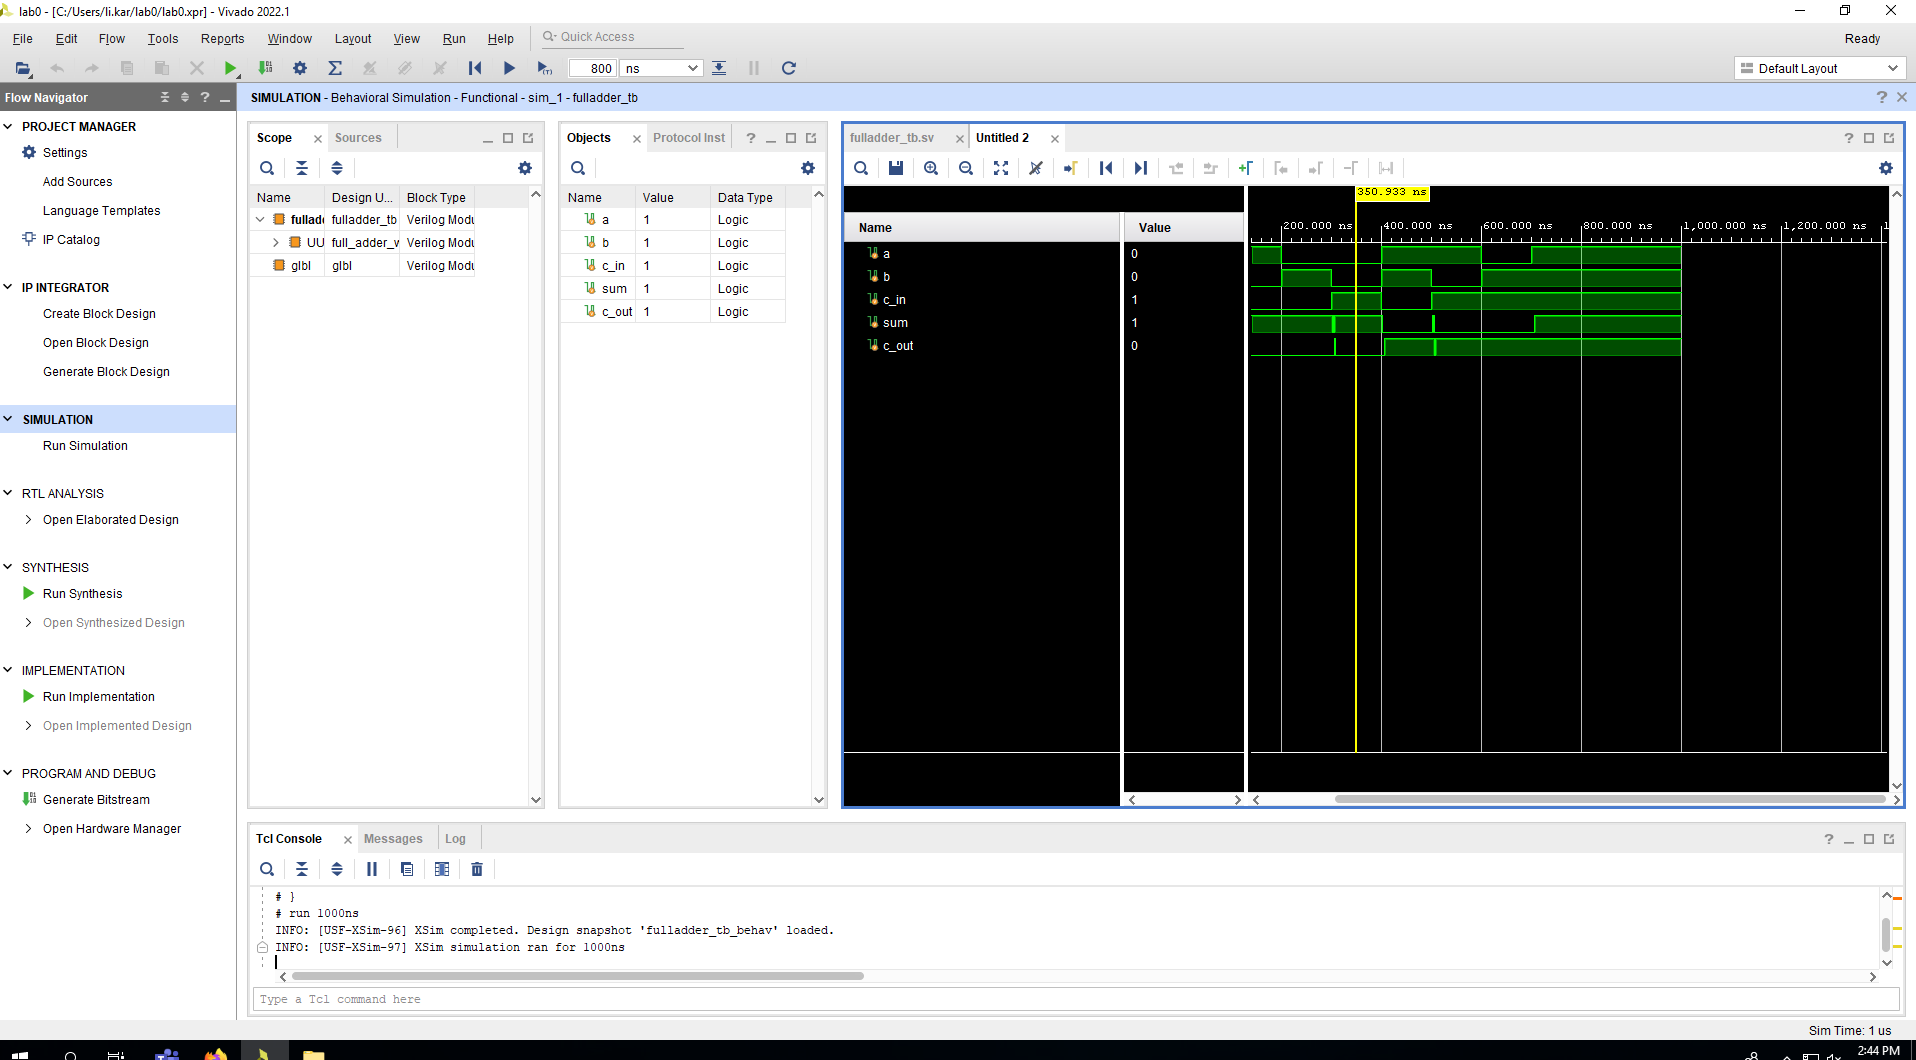 lab0 - [C:/Users/li.kar/lab0/lab0.xpr] - Vivado 2022.1
File Edit Flow Tools Reports Window Layout View Run Help Quick Access Ready
800 ns Default Layout
Flow Navigator
SIMULATION - Behavioral Simulation - Functional - sim_1 - fulladder_tb
PROJECT MANAGER
Settings
Add Sources
Language Templates
IP Catalog
IP INTEGRATOR
Create Block Design
Open Block Design
Generate Block Design
SIMULATION
Run Simulation
RTL ANALYSIS
Open Elaborated Design
SYNTHESIS
Run Synthesis
Open Synthesized Design
IMPLEMENTATION
Run Implementation
Open Implemented Design
PROGRAM AND DEBUG
Generate Bitstream
Open Hardware Manager
Scope Sources
Name Design U... Block Type
fulladd fulladder_tb Verilog Modu
UU full_adder_v Verilog Modu
glbl glbl Verilog Modu
Objects Protocol Inst
Name Value Data Type
a 1 Logic
b 1 Logic
c_in 1 Logic
sum 1 Logic
c_out 1 Logic
fulladder_tb.sv Untitled 2
350.933 ns
Name Value
200.000 ns 400.000 ns 600.000 ns 800.000 ns 1,000.000 ns 1,200.000 ns 1
a 0
b 0
c_in 1
sum 1
c_out 0
Tcl Console Messages Log
# }
# run 1000ns
INFO: [USF-XSim-96] XSim completed. Design snapshot 'fulladder_tb_behav' loaded.
INFO: [USF-XSim-97] XSim simulation ran for 1000ns
Type a Tcl command here
Sim Time: 1 us
2:44 PM